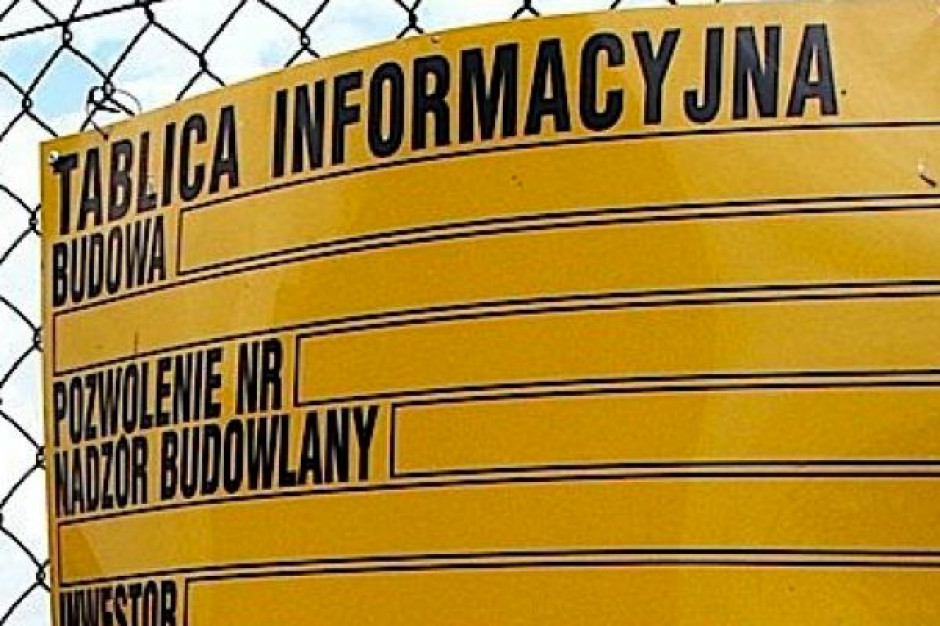 TABLICA INFORMACYJNA
BUDOWA
POZWOLENIE NR
NADZÓR BUDOWLANY
INWESTOR